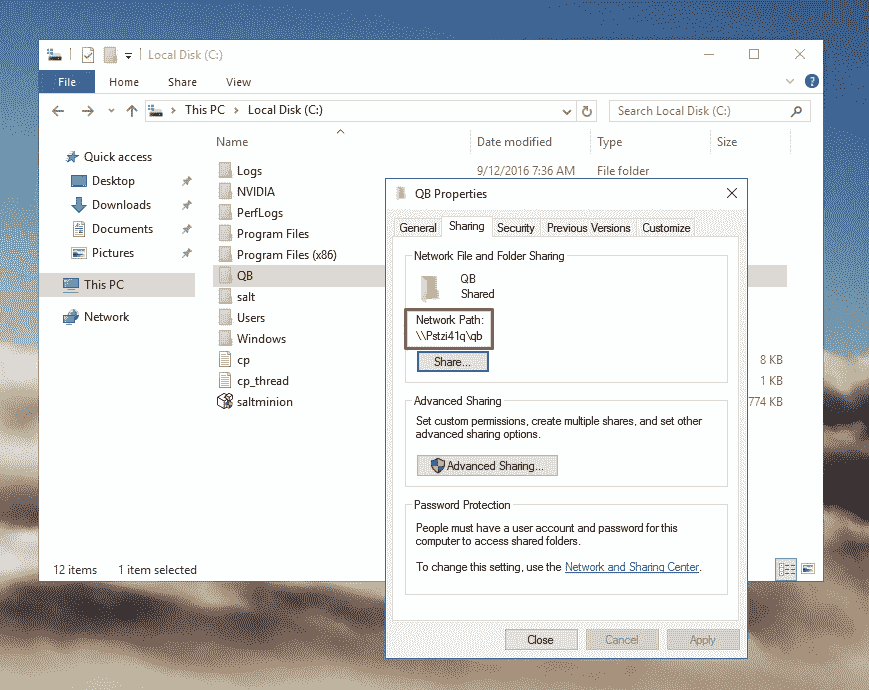 Local Disk (C:)
File Home Share View
This PC Local Disk (C:)
Search Local Disk (C:)
Name Date modified Type Size
Quick access
Desktop
Downloads
Documents
Pictures
This PC
Network
Logs 9/12/2016 7:36 AM File folder
NVIDIA
PerfLogs
Program Files
Program Files (x86)
QB
salt
Users
Windows
cp 8 KB
cp_thread 1 KB
saltminion 774 KB
12 items 1 item selected
QB Properties
General Sharing Security Previous Versions Customize
Network File and Folder Sharing
QB
Shared
Network Path:
\\Pstzi41q\qb
Share...
Advanced Sharing
Set custom permissions, create multiple shares, and set other
advanced sharing options.
Advanced Sharing...
Password Protection
People must have a user account and password for this
computer to access shared folders.
To change this setting, use the Network and Sharing Center.
Close Cancel Apply